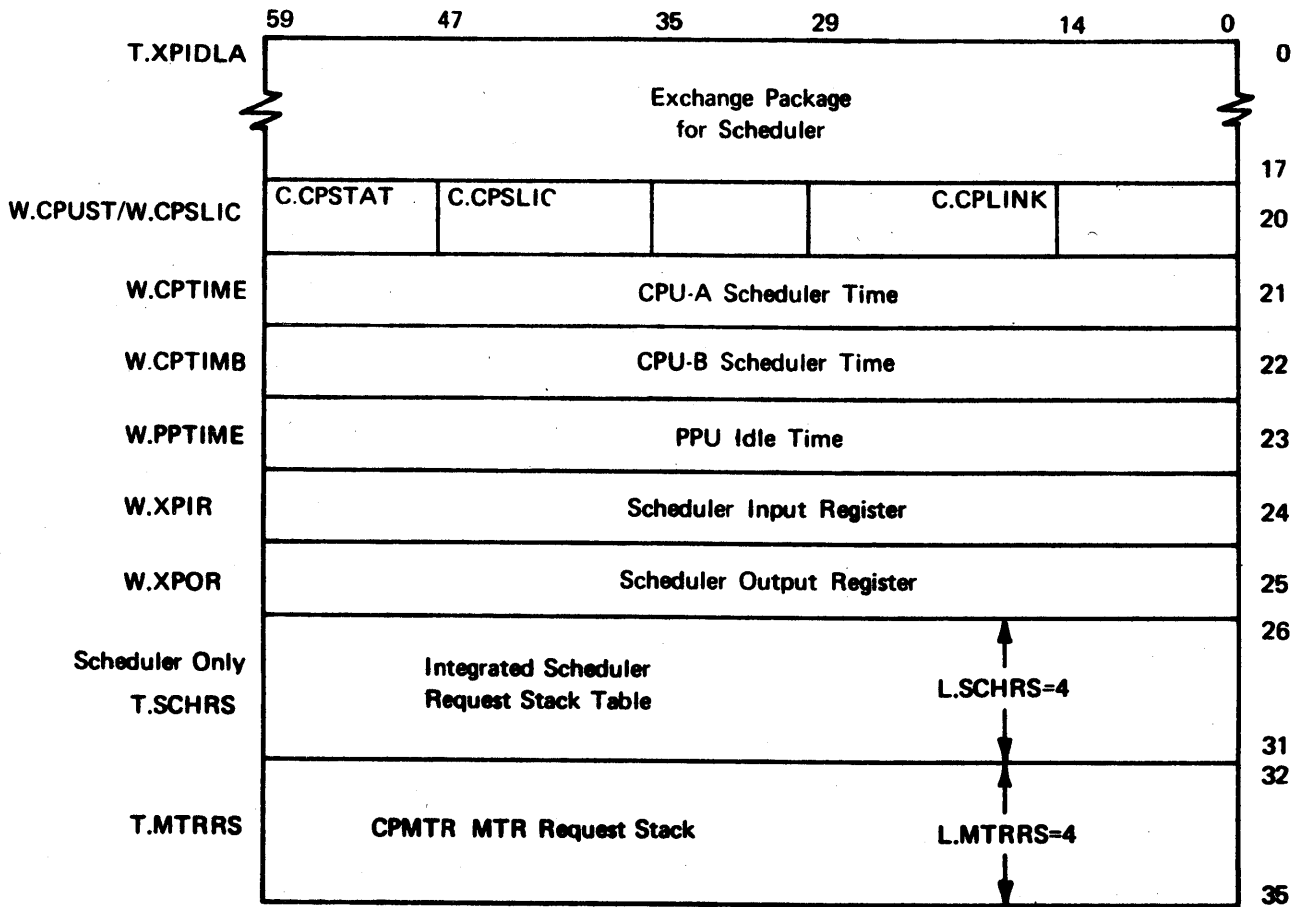 59 47 35 29 14 0
T.XPIDLA 0
Exchange Package
for Scheduler
17
W.CPUST/W.CPSLIC C.CPSTAT C.CPSLIC C.CPLINK 20
W.CPTIME CPU-A Scheduler Time 21
W.CPTIMB CPU-B Scheduler Time 22
W.PPTIME PPU Idle Time 23
W.XPIR Scheduler Input Register 24
W.XPOR Scheduler Output Register 25
26
Scheduler Only Integrated Scheduler
T.SCHRS Request Stack Table L.SCHRS=4
31
32
T.MTRRS CPMTR MTR Request Stack L.MTRRS=4
35